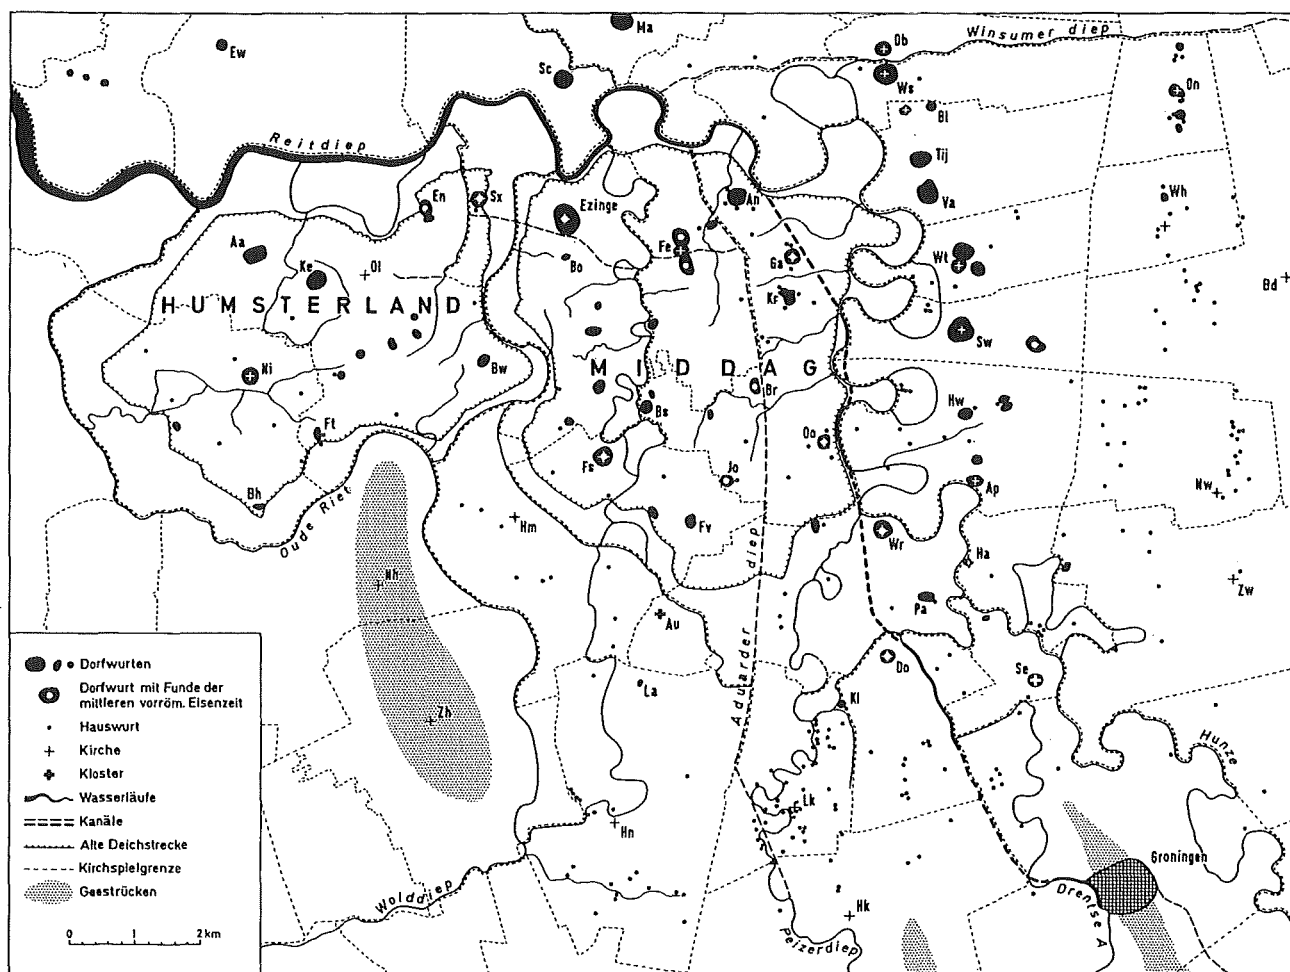 Ma
Ew
Sc
Ob
Winsumer diep
Ws
On
Bl
Reitdiep
Tij
En
Sx
Ezinge
An
Va
Wh
Aa
Fe
Ga
Wt
Ke
Ol
Bo
Kr
Bd
HUMSTERLAND
Sw
MIDDAG
Ni
Bw
Br
Bs
Hw
Ft
Oo
Fs
Jo
Ap
Nw
Bh
Oude Riet
Hm
Fv
Wr
Ha
Nh
Zw
Pa
Au
Do
Se
La
Kl
Zh
Aduarder diep
Hunze
Lk
Hn
Groningen
Wolddiep
Hk
Drentse A
Peizerdiep
Dorfwurten
Dorfwurt mit Funde der
mittleren vorröm. Eisenzeit
Hauswurt
Kirche
Kloster
Wasserläufe
Kanäle
Alte Deichstrecke
Kirchspielgrenze
Geestrücken
0 1 2 km